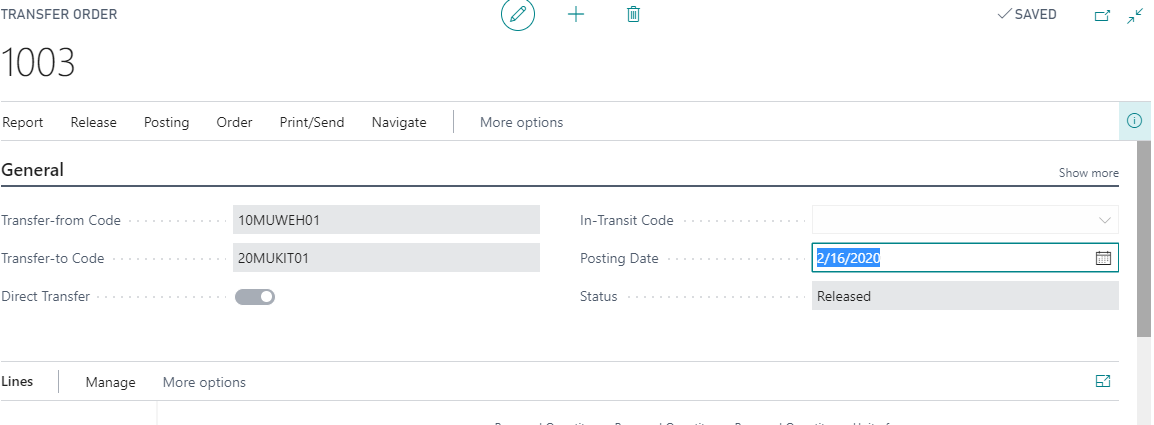 TRANSFER ORDER SAVED
1003
Report Release Posting Order Print/Send Navigate More options
General Show more
Transfer-from Code 10MUWEH01 In-Transit Code
Transfer-to Code 20MUKIT01 Posting Date 2/16/2020
Direct Transfer Status Released
Lines Manage More options